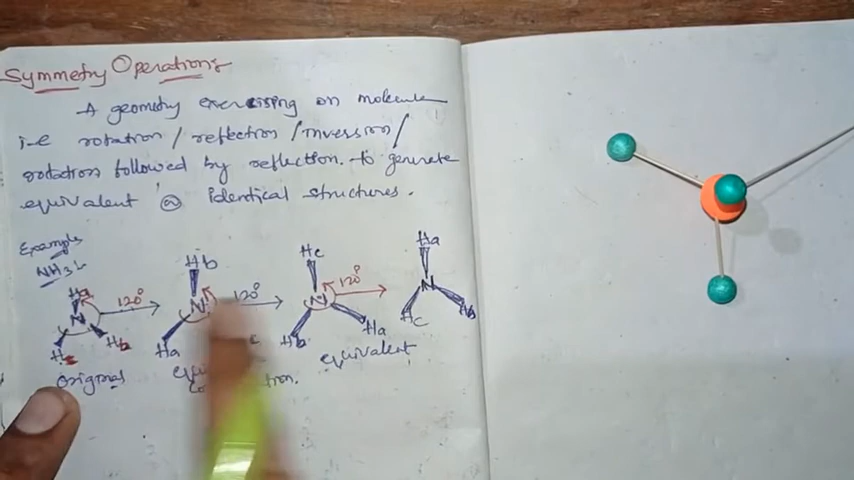 Symmetry Operations
A geometry exercising on molecule
i-e rotation / reflection / inversion /
rotation followed by reflection. to generate
equivalent or identical structures.
Example
NH3
Ha Hb Hc Ha
120° 120° 120°
N N N N
Hc Hb Ha Hb Ha Hc Hb
original equivalent